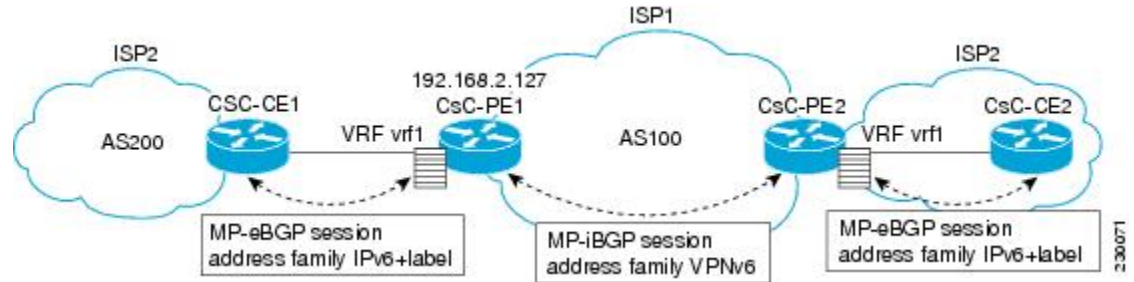 ISP1
ISP2
ISP2
192.168.2.127
CSC-CE1
CsC-PE1
CsC-PE2
CsC-CE2
AS200
VRF vrf1
AS100
VRF vrf1
MP-eBGP session
address family IPv6+label
MP-iBGP session
address family VPNv6
MP-eBGP session
address family IPv6+label
230071